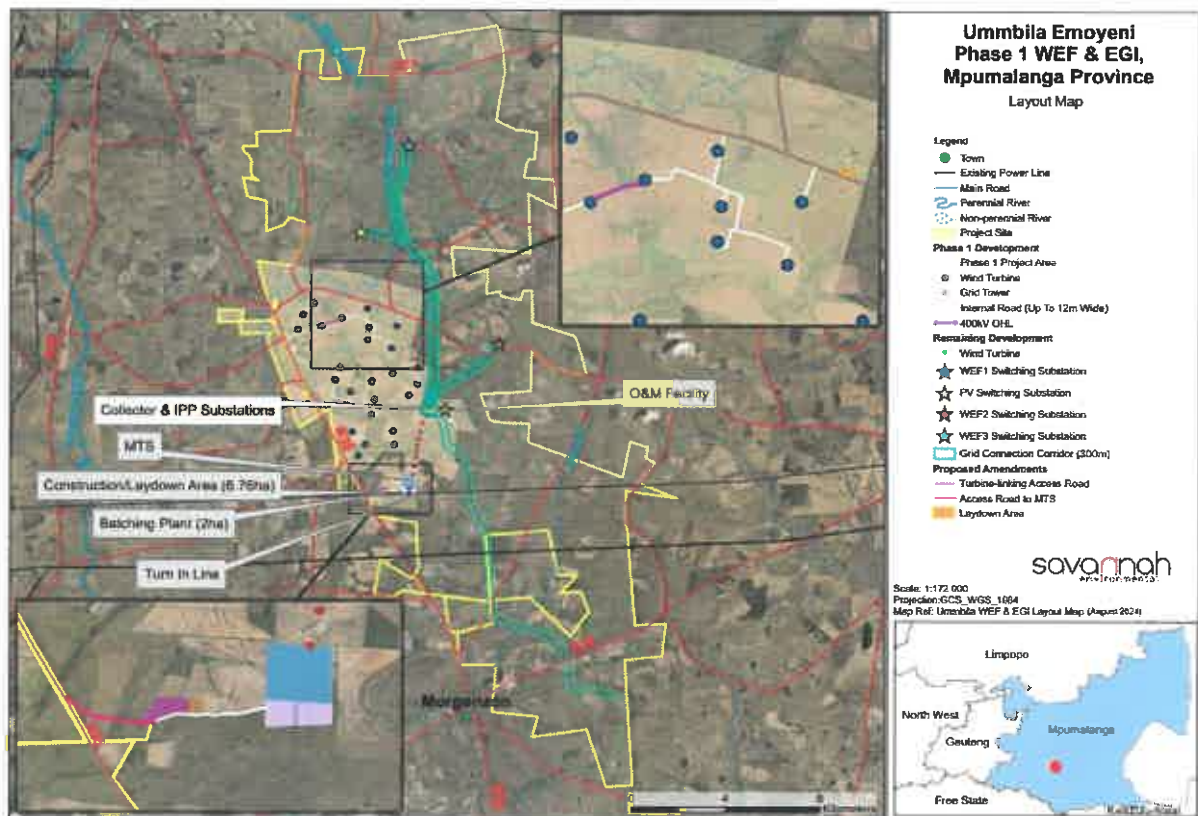 Ummbila Emoyeni
Phase 1 WEF & EGI,
Mpumalanga Province
Layout Map
Legend
Town
Existing Power Line
Main Road
Perennial River
Non-perennial River
Project Site
Phase 1 Development
Phase 1 Project Area
Wind Turbine
Grid Tower
Internal Road (Up To 12m Wide)
400kV OHL
Remaining Development
Wind Turbine
WEF1 Switching Substation
PV Switching Substation
WEF2 Switching Substation
WEF3 Switching Substation
Grid Connection Corridor (300m)
Proposed Amendments
Turbine-linking Access Road
Access Road to MTS
Laydown Area
savannah
environmental
Scale: 1:172 000
Projection:GCS_WGS_1984
Map Ref: Ummbila WEF & EGI Layout Map (August 2024)
Limpopo
North West
Gauteng
Mpumalanga
Free State
Collector & IPP Substations
O&M Facility
MTS
Construction/Laydown Area (6.76ha)
Batching Plant (2ha)
Turn In Line